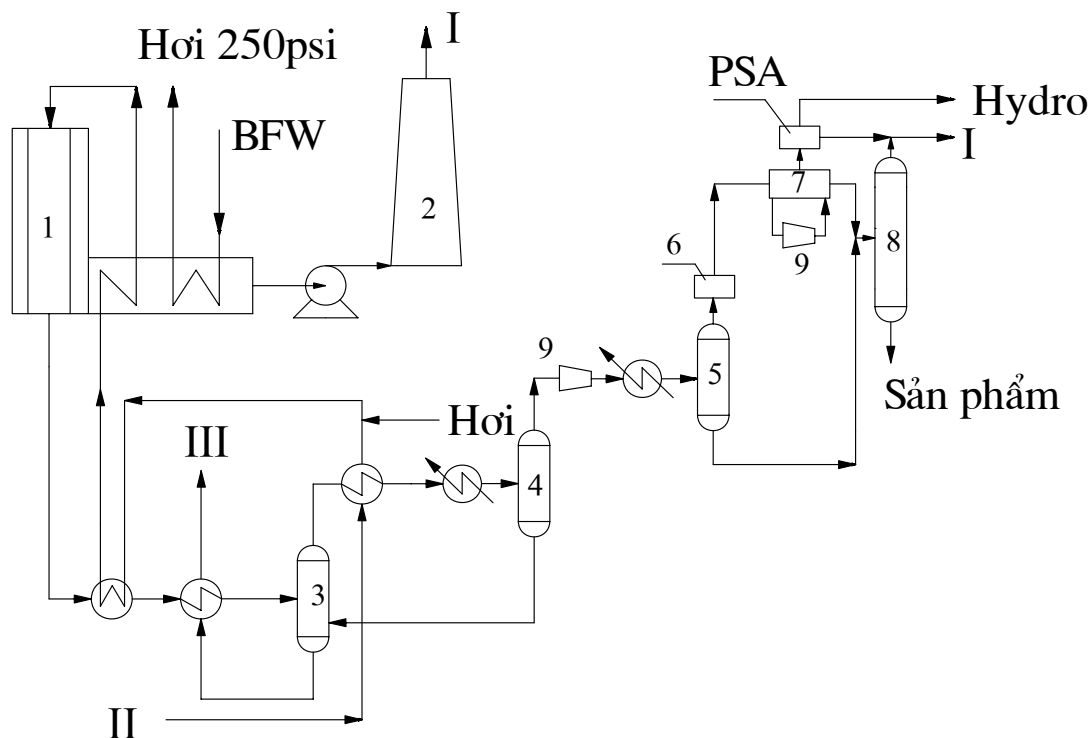 I
Hơi 250psi
PSA
Hydro
BFW
I
7
1
2
6
9
8
9
5
Sản phẩm
Hơi
III
4
3
II